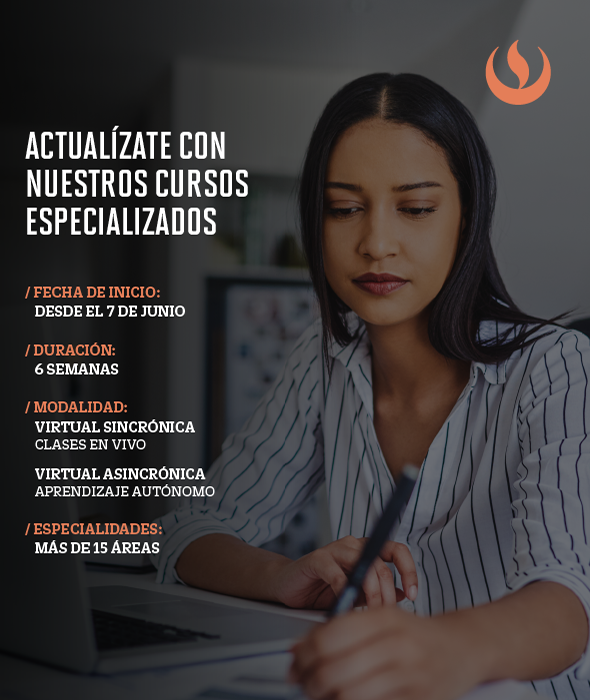 ACTUALÍZATE CON
NUESTROS CURSOS
ESPECIALIZADOS
/ FECHA DE INICIO:
DESDE EL 7 DE JUNIO
/ DURACIÓN:
6 SEMANAS
/ MODALIDAD:
VIRTUAL SINCRÓNICA
CLASES EN VIVO
VIRTUAL ASINCRÓNICA
APRENDIZAJE AUTÓNOMO
/ ESPECIALIDADES:
MÁS DE 15 ÁREAS